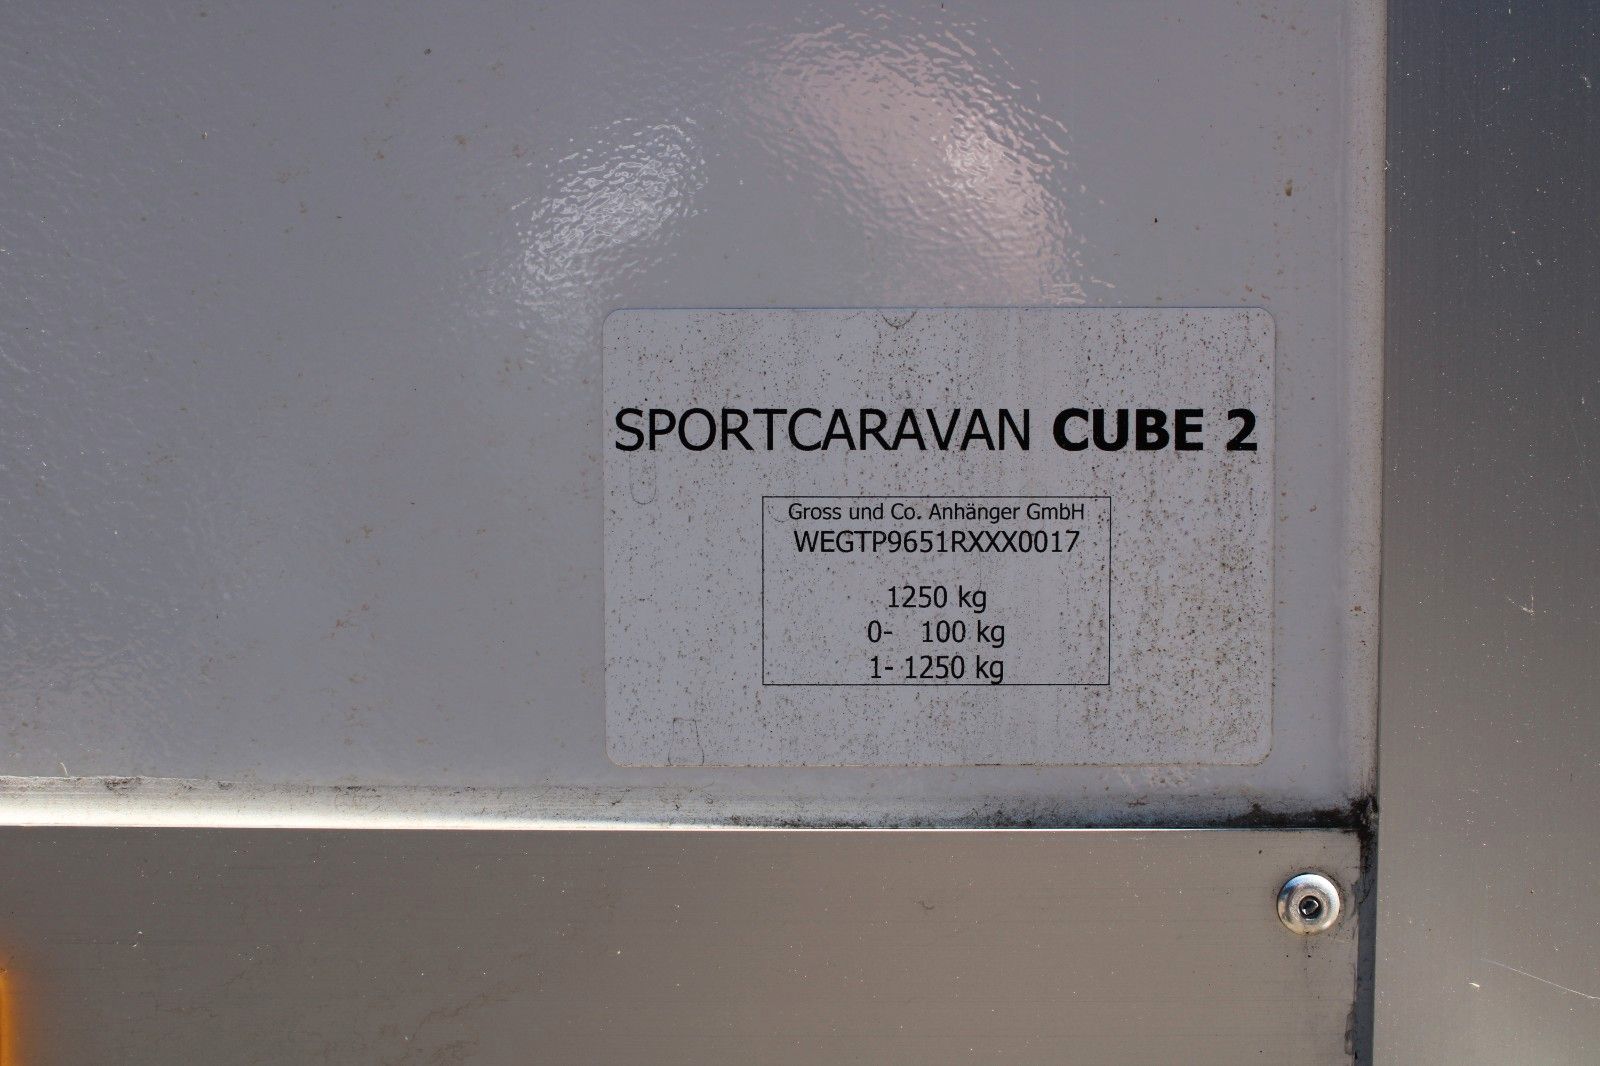 SPORTCARAVAN CUBE 2
Gross und Co. Anhänger GmbH
WEGTP9651RXXX0017
1250 kg
0- 100 kg
1- 1250 kg